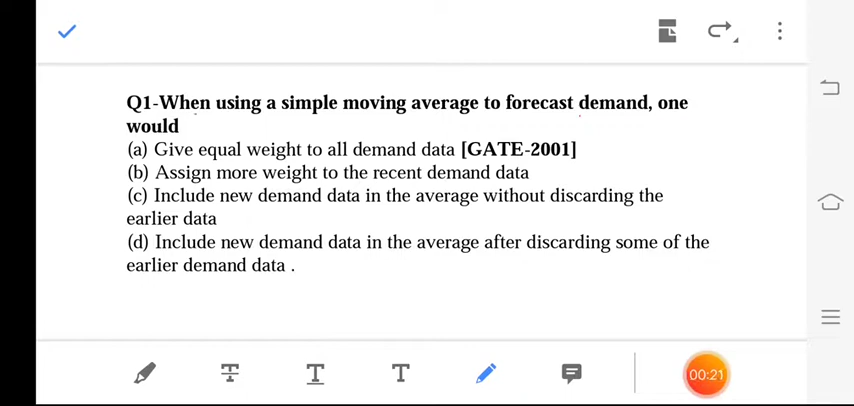 Q1-When using a simple moving average to forecast demand, one
would
(a) Give equal weight to all demand data [GATE-2001]
(b) Assign more weight to the recent demand data
(c) Include new demand data in the average without discarding the
earlier data
(d) Include new demand data in the average after discarding some of the
earlier demand data .
T T T 00:21